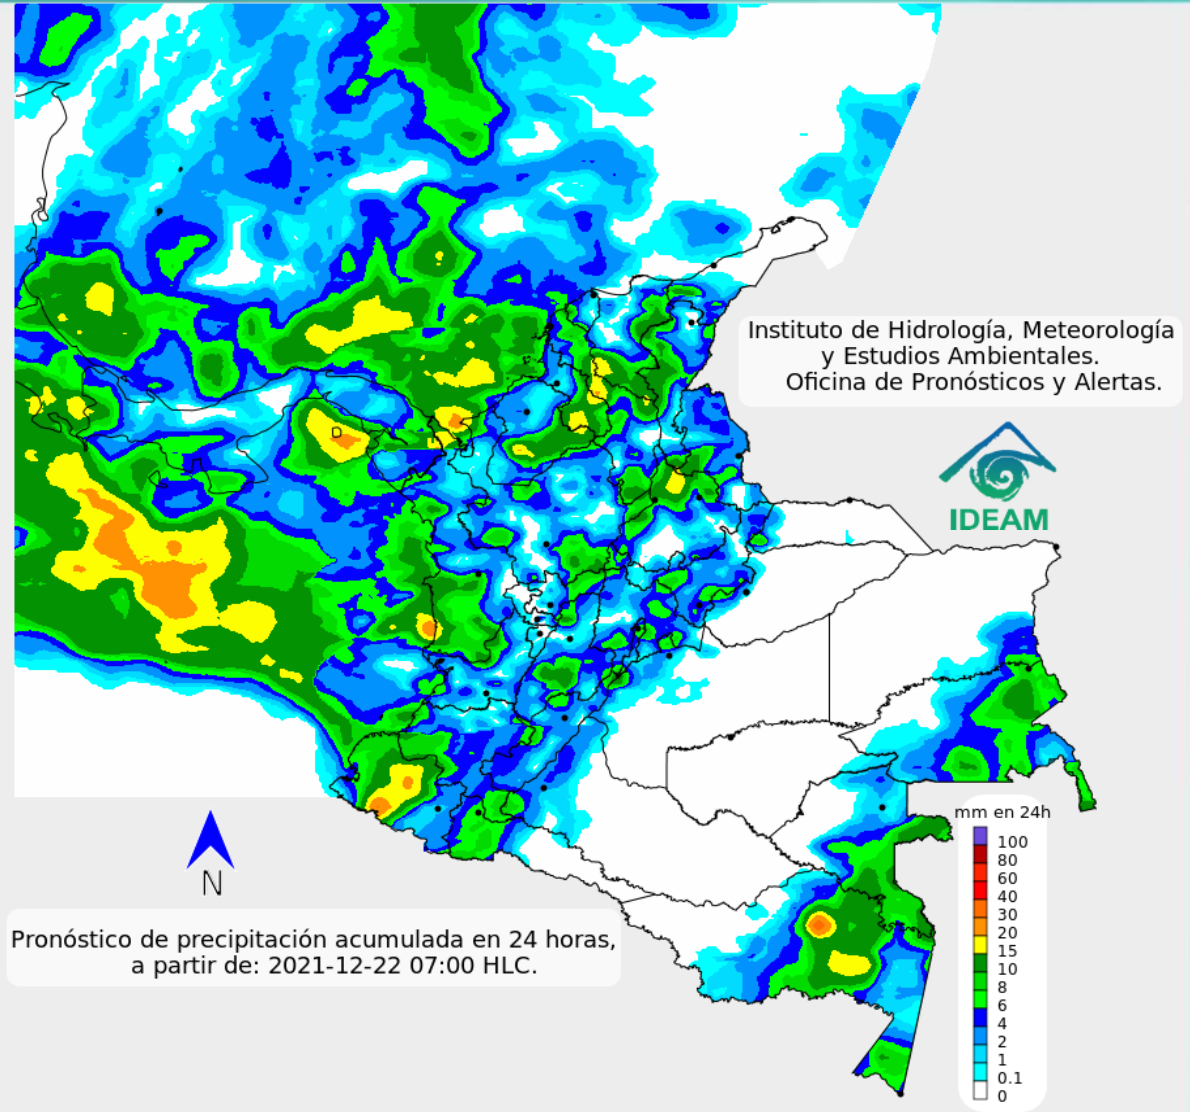 Instituto de Hidrología, Meteorología
y Estudios Ambientales.
Oficina de Pronósticos y Alertas.
IDEAM
mm en 24h
100
80
60
40
30
20
15
10
8
6
4
2
1
0.1
0
N
Pronóstico de precipitación acumulada en 24 horas,
a partir de: 2021-12-22 07:00 HLC.